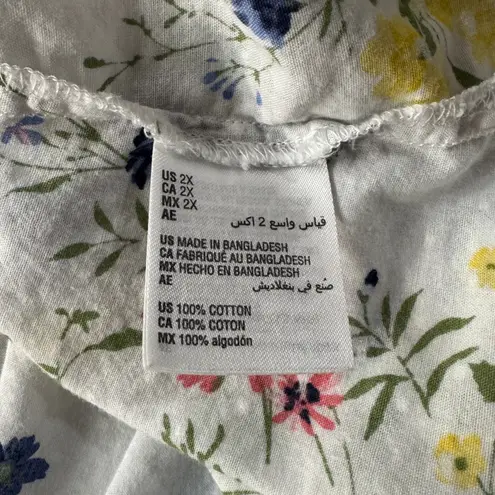 US 2X
CA 2X
MX 2X
AE قياس واسع 2 اكس
US MADE IN BANGLADESH
CA FABRIQUÉ AU BANGLADESH
MX HECHO EN BANGLADESH
AE صُنع في بنغلاديش
US 100% COTTON
CA 100% COTON
MX 100% algodón